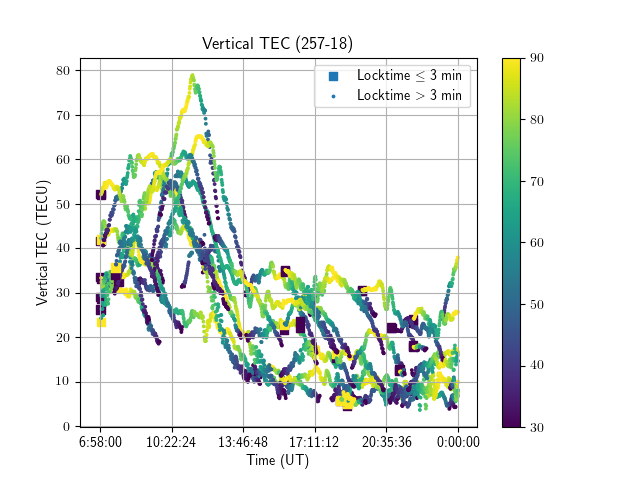 Vertical TEC (257-18)
Locktime ≤ 3 min
Locktime > 3 min
Vertical TEC (TECU)
80
70
60
50
40
30
20
10
0
6:58:00 10:22:24 13:46:48 17:11:12 20:35:36 0:00:00
Time (UT)
90
80
70
60
50
40
30